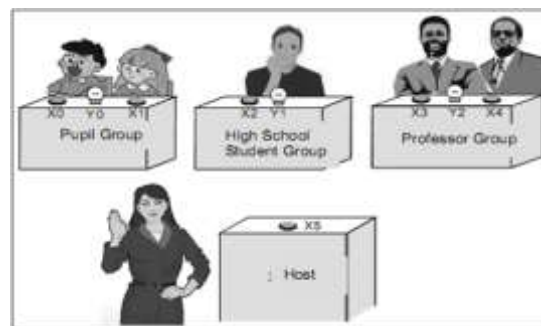 X0 Y0 X1
Pupil Group
X2 Y1
High School
Student Group
X3 Y2 X4
Professor Group
X5
: Host